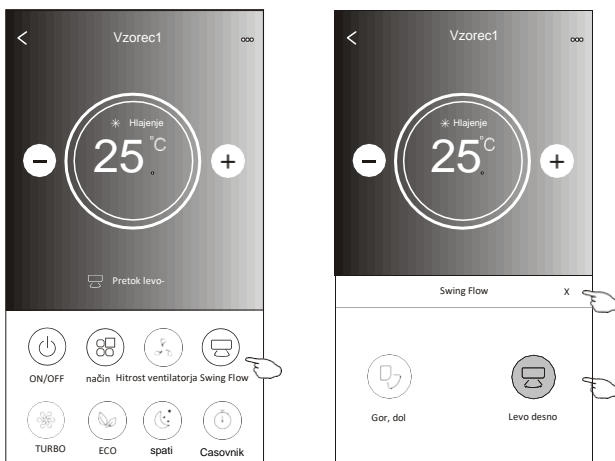 Vzorec1
Hlajenje
25°C
Pretok levo-
ON/OFF
način
Hitrost ventilatorja
Swing Flow
TURBO
ECO
spati
Casovnik
Vzorec1
Hlajenje
25°C
Swing Flow
X
Gor, dol
Levo desno